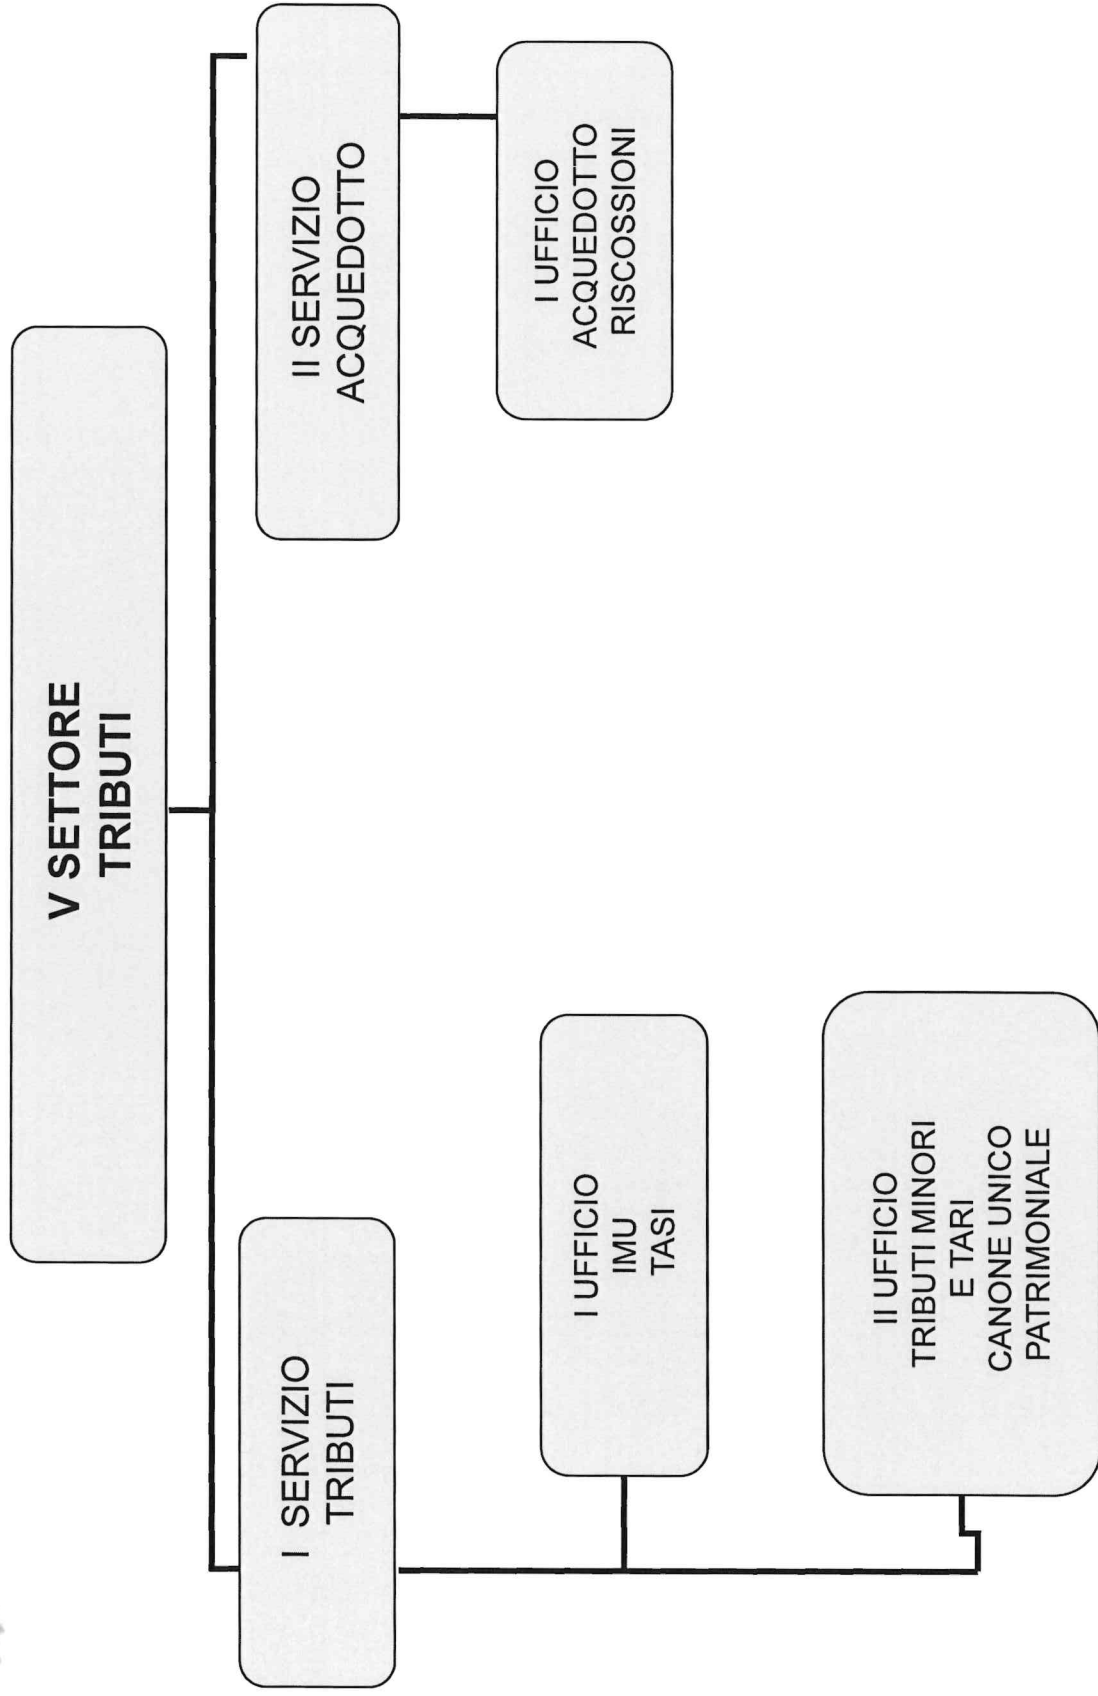 V SETTORE
TRIBUTI
I SERVIZIO
TRIBUTI
II SERVIZIO
ACQUEDOTTO
I UFFICIO
IMU
TASI
II UFFICIO
TRIBUTI MINORI
E TARI
CANONE UNICO
PATRIMONIALE
I UFFICIO
ACQUEDOTTO
RISCOSSIONI